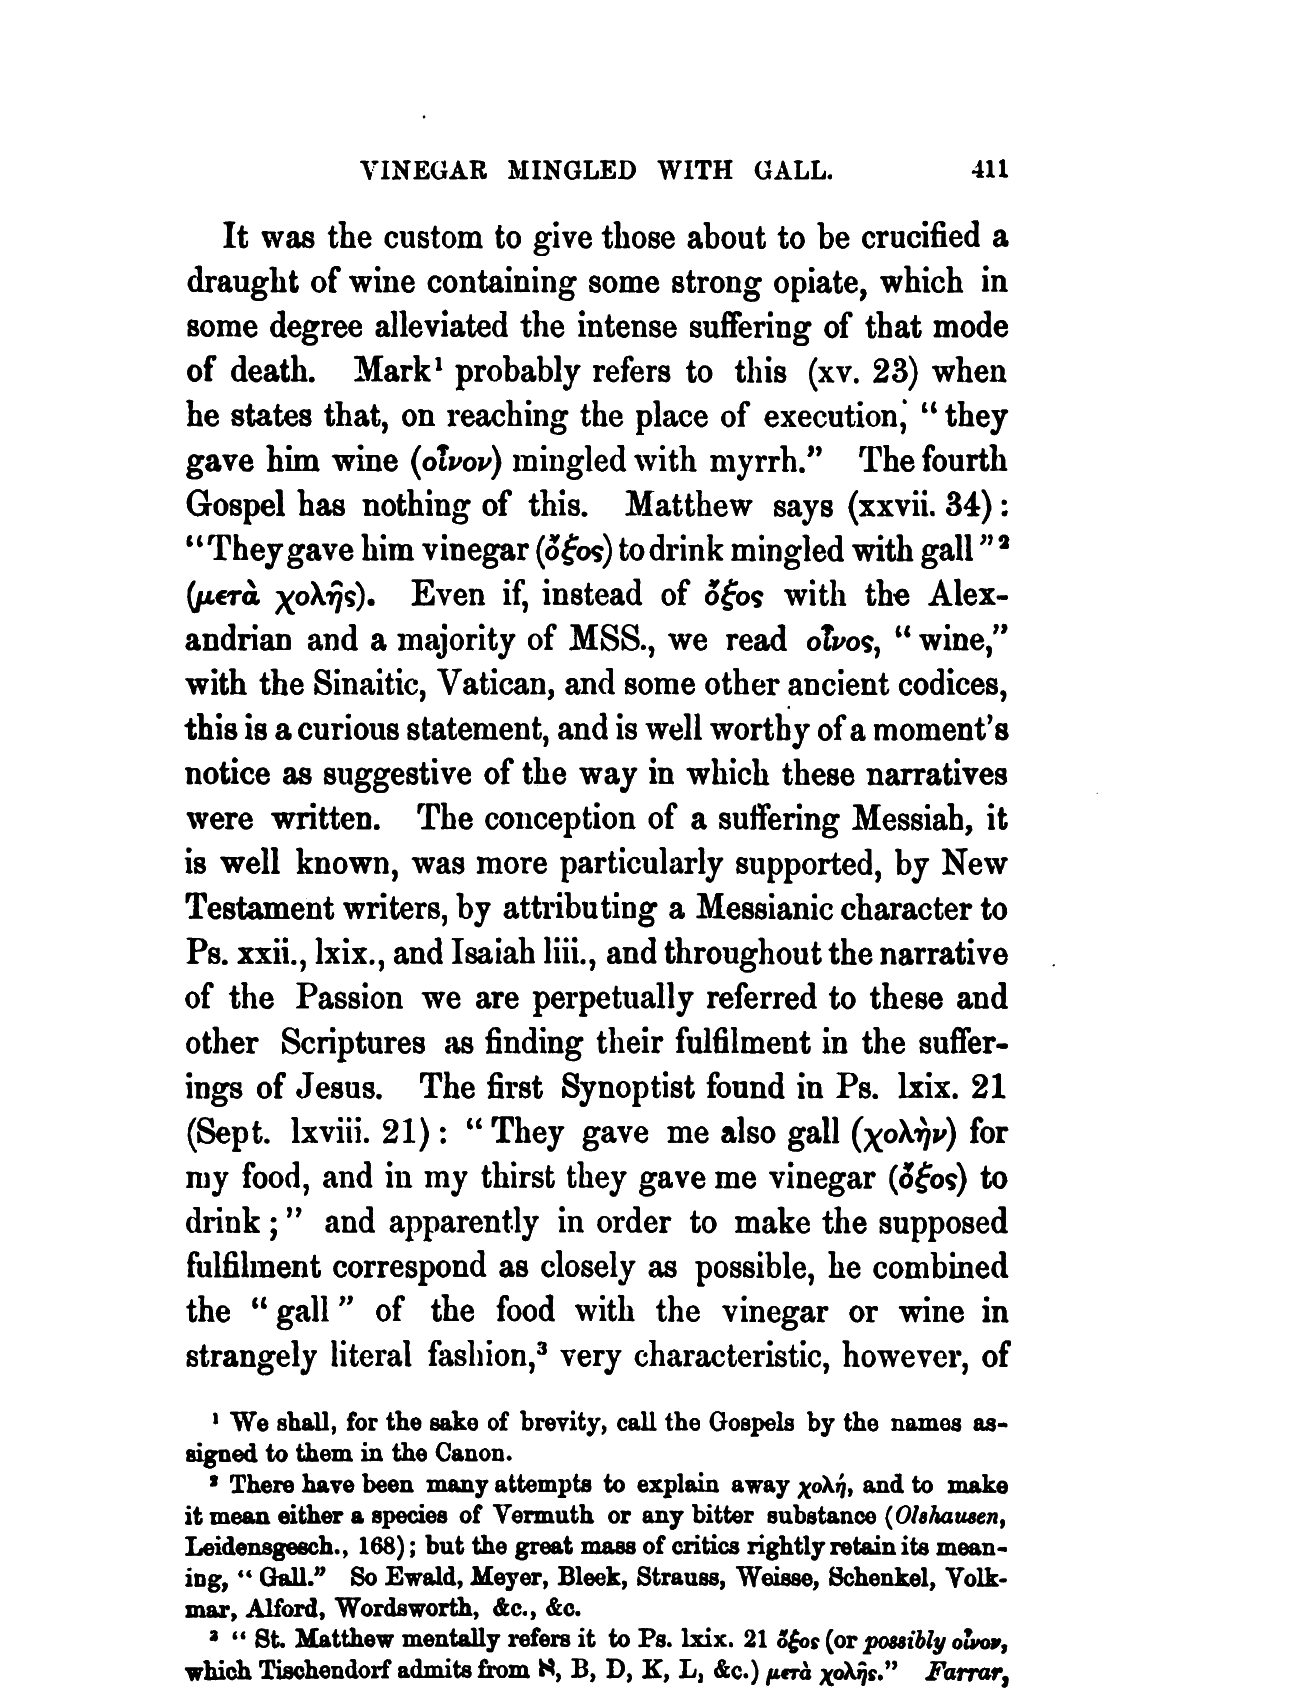 VINEGAR MINGLED WITH GALL. 411
It was the custom to give those about to be crucified a
draught of wine containing some strong opiate, which in
some degree alleviated the intense suffering of that mode
of death. Mark¹ probably refers to this (xv. 23) when
he states that, on reaching the place of execution, “they
gave him wine (οἶνον) mingled with myrrh.” The fourth
Gospel has nothing of this. Matthew says (xxvii. 34):
“They gave him vinegar (ὄξος) to drink mingled with gall”²
(μετὰ χολῆς). Even if, instead of ὄξος with the Alex-
andrian and a majority of MSS., we read οἶνος, “wine,”
with the Sinaitic, Vatican, and some other ancient codices,
this is a curious statement, and is well worthy of a moment's
notice as suggestive of the way in which these narratives
were written. The conception of a suffering Messiah, it
is well known, was more particularly supported, by New
Testament writers, by attributing a Messianic character to
Ps. xxii., lxix., and Isaiah liii., and throughout the narrative
of the Passion we are perpetually referred to these and
other Scriptures as finding their fulfilment in the suffer-
ings of Jesus. The first Synoptist found in Ps. lxix. 21
(Sept. lxviii. 21): “They gave me also gall (χολὴν) for
my food, and in my thirst they gave me vinegar (ὄξος) to
drink;” and apparently in order to make the supposed
fulfilment correspond as closely as possible, he combined
the “gall” of the food with the vinegar or wine in
strangely literal fashion,³ very characteristic, however, of
¹ We shall, for the sake of brevity, call the Gospels by the names as-
signed to them in the Canon.
² There have been many attempts to explain away χολή, and to make
it mean either a species of Vermuth or any bitter substance (Olshausen,
Leidensgesch., 168); but the great mass of critics rightly retain its mean-
ing, “Gall.” So Ewald, Meyer, Bleek, Strauss, Weisse, Schenkel, Volk-
mar, Alford, Wordsworth, &c., &c.
³ “St. Matthew mentally refers it to Ps. lxix. 21 ὄξος (or possibly οἶνον,
which Tischendorf admits from ℵ, B, D, K, L, &c.) μετὰ χολῆς.” Farrar,